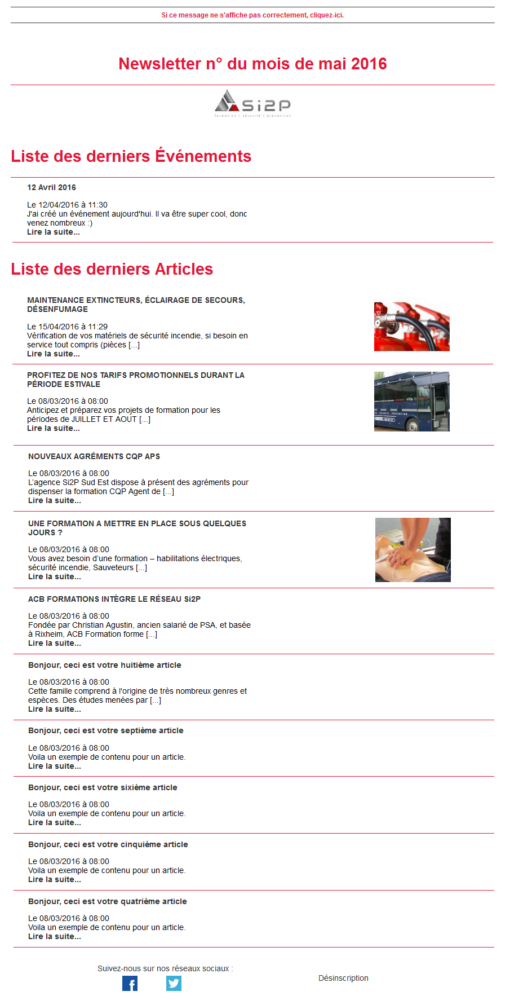 Si ce message ne s'affiche pas correctement, cliquez-ici.
Newsletter n° du mois de mai 2016
Si2P
formation | sécurité | prévention
Liste des derniers Événements
12 Avril 2016
Le 12/04/2016 à 11:30
J'ai créé un événement aujourd'hui. Il va être super cool, donc
venez nombreux :)
Lire la suite...
Liste des derniers Articles
MAINTENANCE EXTINCTEURS, ÉCLAIRAGE DE SECOURS,
DÉSENFUMAGE
Le 15/04/2016 à 11:29
Vérification de vos matériels de sécurité incendie, si besoin en
service tout compris (pièces [...]
Lire la suite...
PROFITEZ DE NOS TARIFS PROMOTIONNELS DURANT LA
PÉRIODE ESTIVALE
Le 08/03/2016 à 08:00
Anticipez et préparez vos projets de formation pour les
périodes de JUILLET ET AOUT [...]
Lire la suite...
si2p.fr
NOUVEAUX AGRÉMENTS CQP APS
Le 08/03/2016 à 08:00
L’agence Si2P Sud Est dispose à présent des agréments pour
dispenser la formation CQP Agent de [...]
Lire la suite...
UNE FORMATION A METTRE EN PLACE SOUS QUELQUES
JOURS ?
Le 08/03/2016 à 08:00
Vous avez besoin d’une formation – habilitations électriques,
sécurité incendie, Sauveteurs [...]
Lire la suite...
ACB FORMATIONS INTÈGRE LE RÉSEAU Si2P
Le 08/03/2016 à 08:00
Fondée par Christian Agustin, ancien salarié de PSA, et basée
à Rixheim, ACB Formation forme [...]
Lire la suite...
Bonjour, ceci est votre huitième article
Le 08/03/2016 à 08:00
Cette famille comprend à l'origine de très nombreux genres et
espèces. Des études menées par [...]
Lire la suite...
Bonjour, ceci est votre septième article
Le 08/03/2016 à 08:00
Voila un exemple de contenu pour un article.
Lire la suite...
Bonjour, ceci est votre sixième article
Le 08/03/2016 à 08:00
Voila un exemple de contenu pour un article.
Lire la suite...
Bonjour, ceci est votre cinquième article
Le 08/03/2016 à 08:00
Voila un exemple de contenu pour un article.
Lire la suite...
Bonjour, ceci est votre quatrième article
Le 08/03/2016 à 08:00
Voila un exemple de contenu pour un article.
Lire la suite...
Suivez-nous sur nos réseaux sociaux :
Désinscription